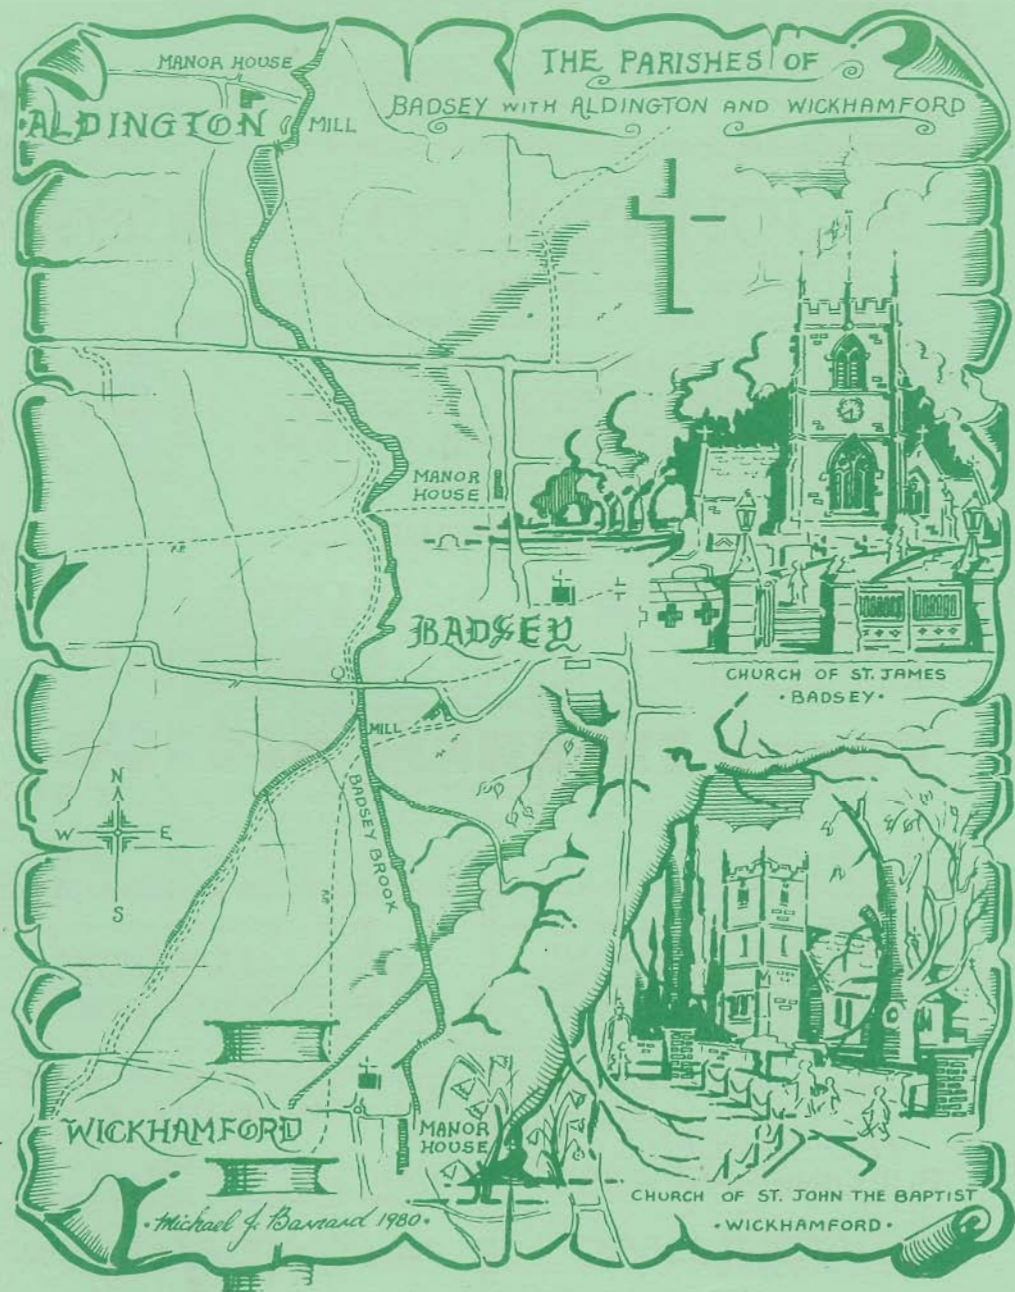 THE PARISHES OF
BADSEY WITH ALDINGTON AND WICKHAMFORD
MANOR HOUSE
ALDINGTON
MILL
MANOR
HOUSE
F.P.
BADSEY
CHURCH OF ST. JAMES
· BADSEY ·
MILL
N
W E
S
BADSEY BROOK
F.P.
WICKHAMFORD
MANOR
HOUSE
CHURCH OF ST. JOHN THE BAPTIST
· WICKHAMFORD ·
· Michael J. Barnard 1980 ·